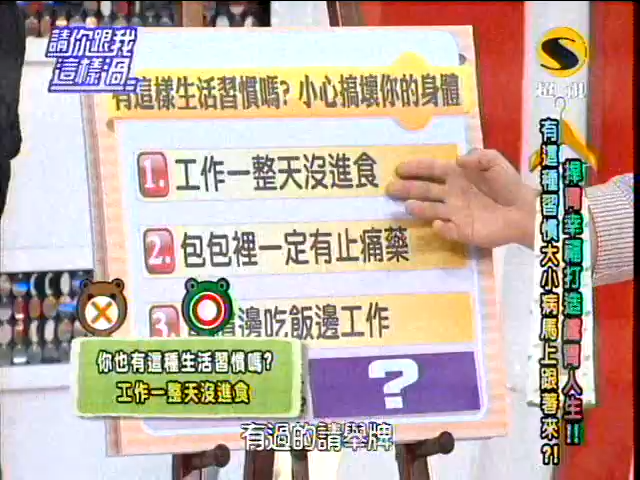 請你跟我
這樣過
有這樣生活習慣嗎? 小心搞壞你的身體
1. 工作一整天沒進食
2. 包包裡一定有止痛藥
3.
邊吃飯邊工作
?
你也有這種生活習慣嗎?
工作一整天沒進食
有過的請舉牌
S
幸福打造
人生!!
有這種習慣大小病馬上跟著來?!